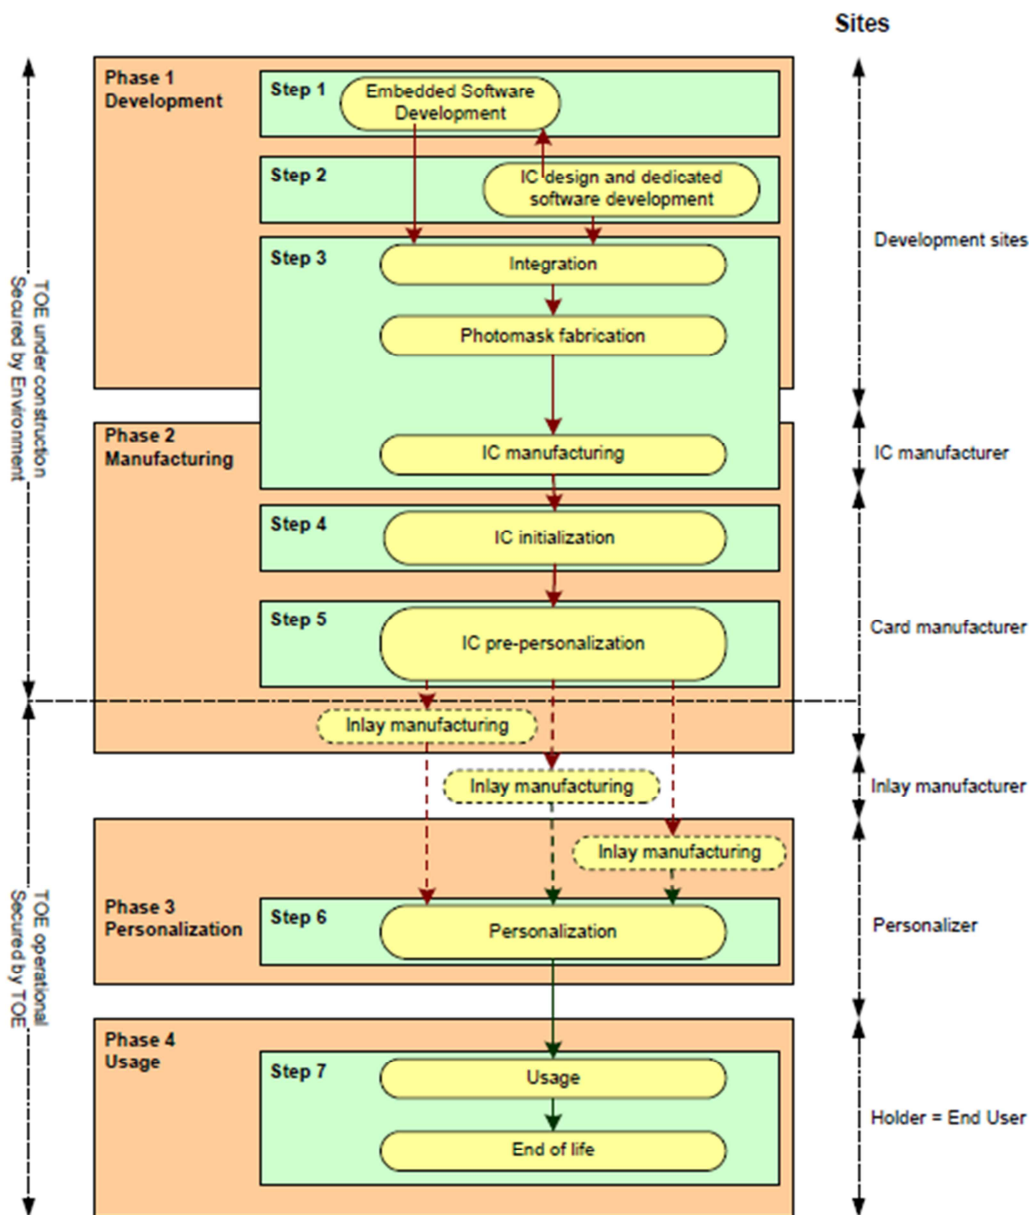 Sites
Phase 1
Development
Step 1
Embedded Software
Development
Step 2
IC design and dedicated
software development
Step 3
Integration
Photomask fabrication
Development sites
TOE under construction
Secured by Environment
Phase 2
Manufacturing
IC manufacturing
IC manufacturer
Step 4
IC initialization
Step 5
IC pre-personalization
Card manufacturer
Inlay manufacturing
Inlay manufacturing
Inlay manufacturer
Inlay manufacturing
Phase 3
Personalization
Step 6
Personalization
Personalizer
TOE operational
Secured by TOE
Phase 4
Usage
Step 7
Usage
End of life
Holder = End User